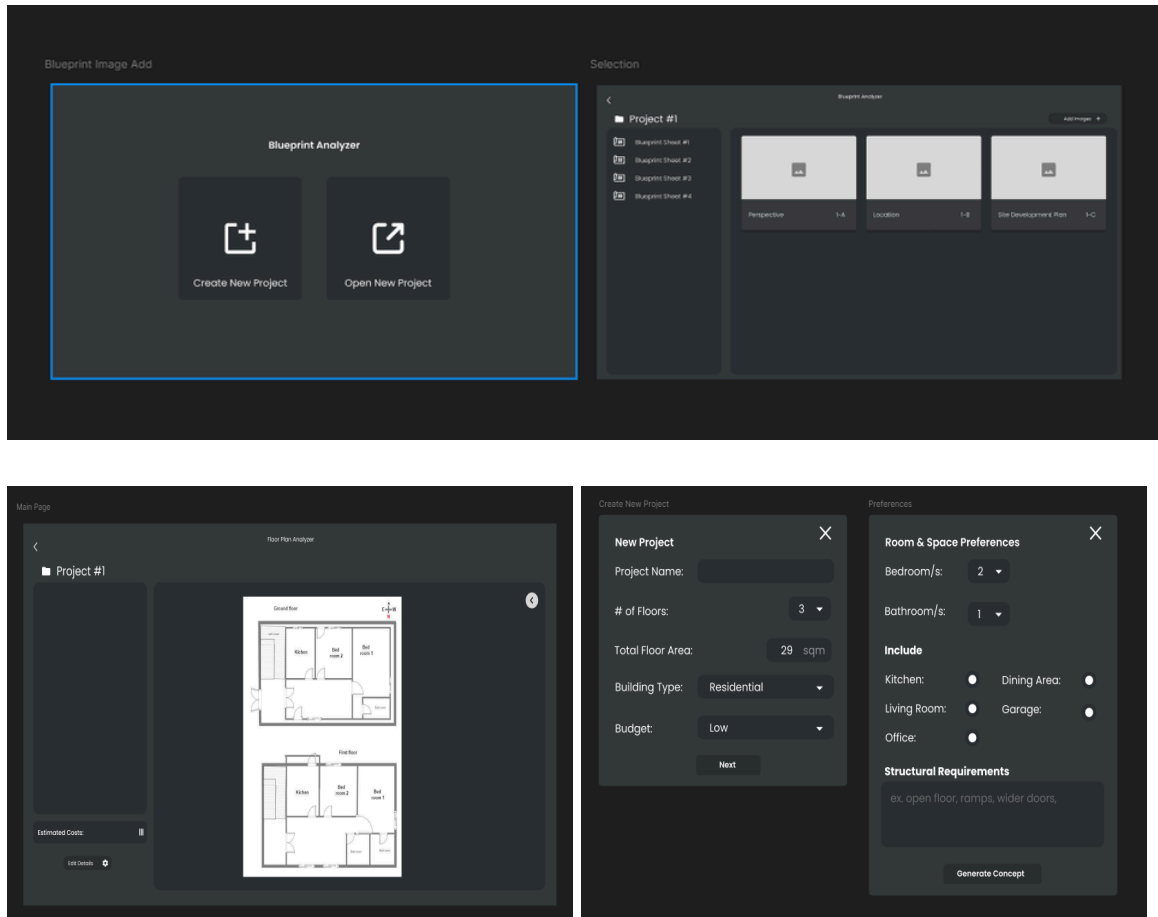 Blueprint Image Add
Blueprint Analyzer
Create New Project
Open New Project
Selection
Blueprint Analyzer
Project #1
Add Images +
Blueprint Sheet #1
Blueprint Sheet #2
Blueprint Sheet #3
Blueprint Sheet #4
Perspective 1-A
Location 1-B
Site Development Plan 1-C
Main Page
Floor Plan Analyzer
Project #1
Ground floor
Kitchen
Bed
room 2
Bed
room 1
First floor
Kitchen
Bed
room 2
Bed
room 1
Estimated Costs:
Edit Details
Create New Project
New Project
X
Project Name:
# of Floors: 3
Total Floor Area: 29 sqm
Building Type: Residential
Budget: Low
Next
Preferences
X
Room & Space Preferences
Bedroom/s: 2
Bathroom/s: 1
Include
Kitchen: Dining Area:
Living Room: Garage:
Office:
Structural Requirements
ex. open floor, ramps, wider doors,
Generate Concept